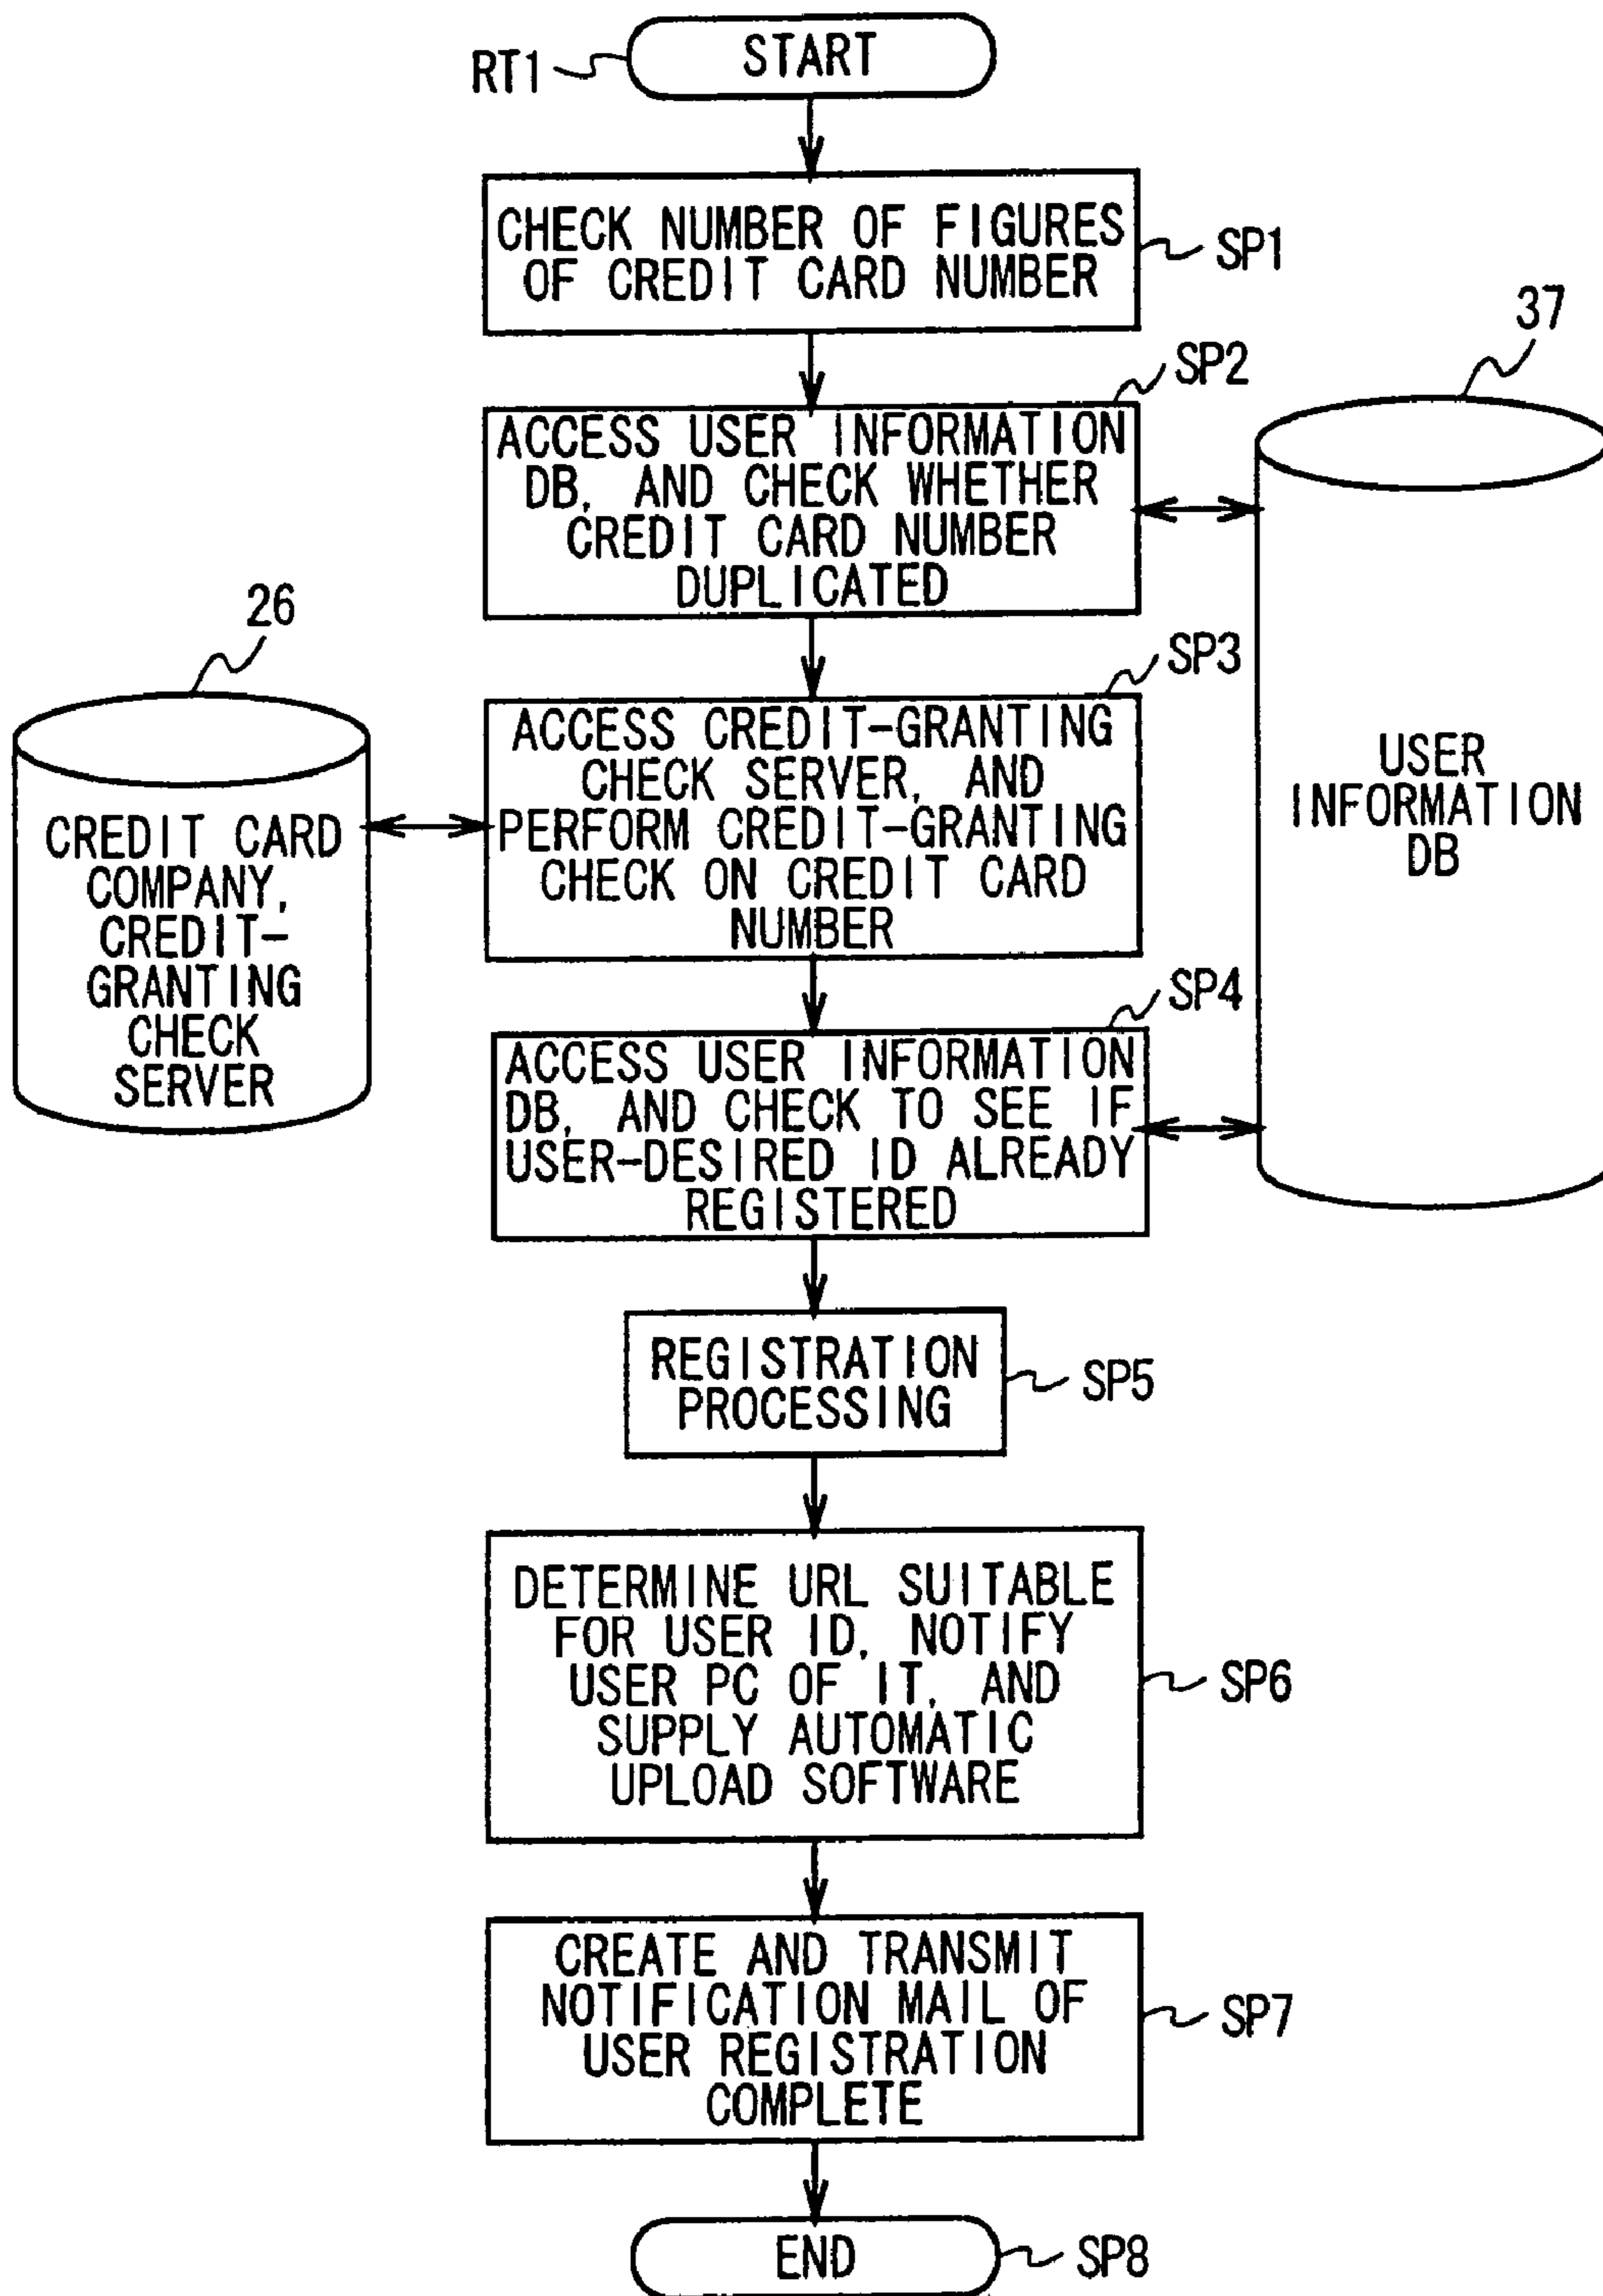 RT1
START
CHECK NUMBER OF FIGURES
OF CREDIT CARD NUMBER
SP1
SP2
37
ACCESS USER INFORMATION
DB, AND CHECK WHETHER
CREDIT CARD NUMBER
DUPLICATED
26
SP3
CREDIT CARD
COMPANY,
CREDIT-
GRANTING
CHECK
SERVER
ACCESS CREDIT-GRANTING
CHECK SERVER, AND
PERFORM CREDIT-GRANTING
CHECK ON CREDIT CARD
NUMBER
USER
INFORMATION
DB
SP4
ACCESS USER INFORMATION
DB, AND CHECK TO SEE IF
USER-DESIRED ID ALREADY
REGISTERED
REGISTRATION
PROCESSING
SP5
DETERMINE URL SUITABLE
FOR USER ID, NOTIFY
USER PC OF IT, AND
SUPPLY AUTOMATIC
UPLOAD SOFTWARE
SP6
CREATE AND TRANSMIT
NOTIFICATION MAIL OF
USER REGISTRATION
COMPLETE
SP7
END
SP8